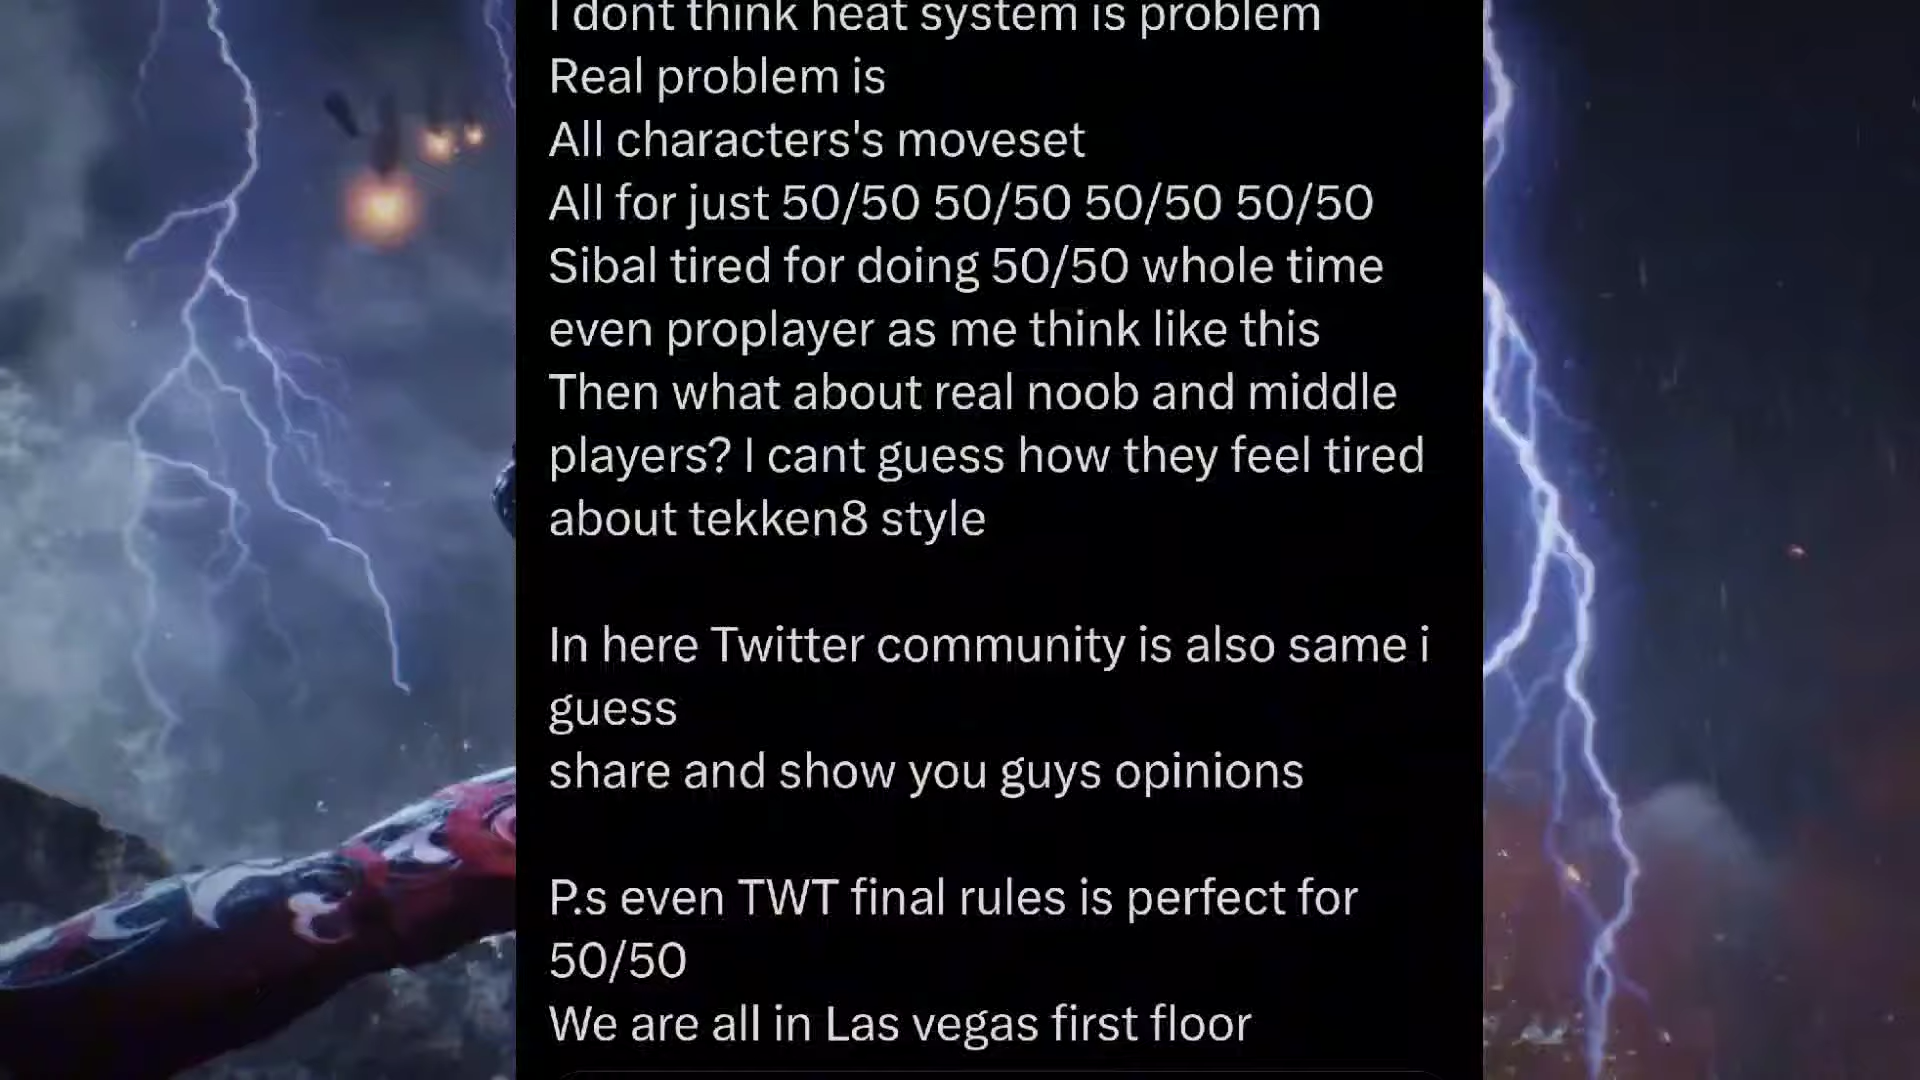 I dont think heat system is problem
Real problem is
All characters's moveset
All for just 50/50 50/50 50/50 50/50
Sibal tired for doing 50/50 whole time
even proplayer as me think like this
Then what about real noob and middle
players? I cant guess how they feel tired
about tekken8 style
In here Twitter community is also same i
guess
share and show you guys opinions
P.s even TWT final rules is perfect for
50/50
We are all in Las vegas first floor